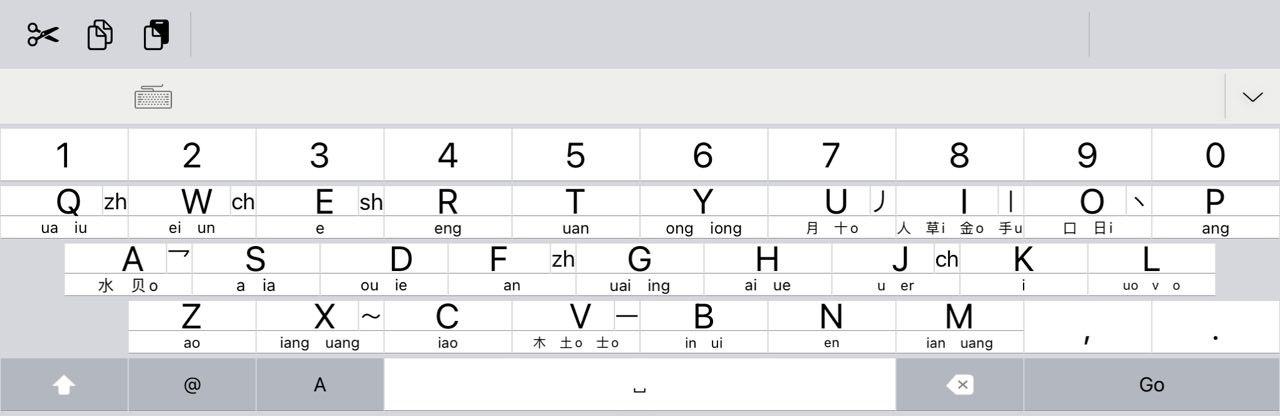 1 2 3 4 5 6 7 8 9 0
Q zh W ch E sh R T Y U 丿 I 丨 O 丶 P
ua iu ei un e eng uan ong iong 月 十o 人 草i 金o 手u 口 日i ang
A 乛 S D F zh G H J ch K L
水 贝o a ia ou ie an uai ing ai ue u er i uo v o
Z X ～ C V 一 B N M , .
ao iang uang iao 木 土o 士o in ui en ian uang
@ A Go